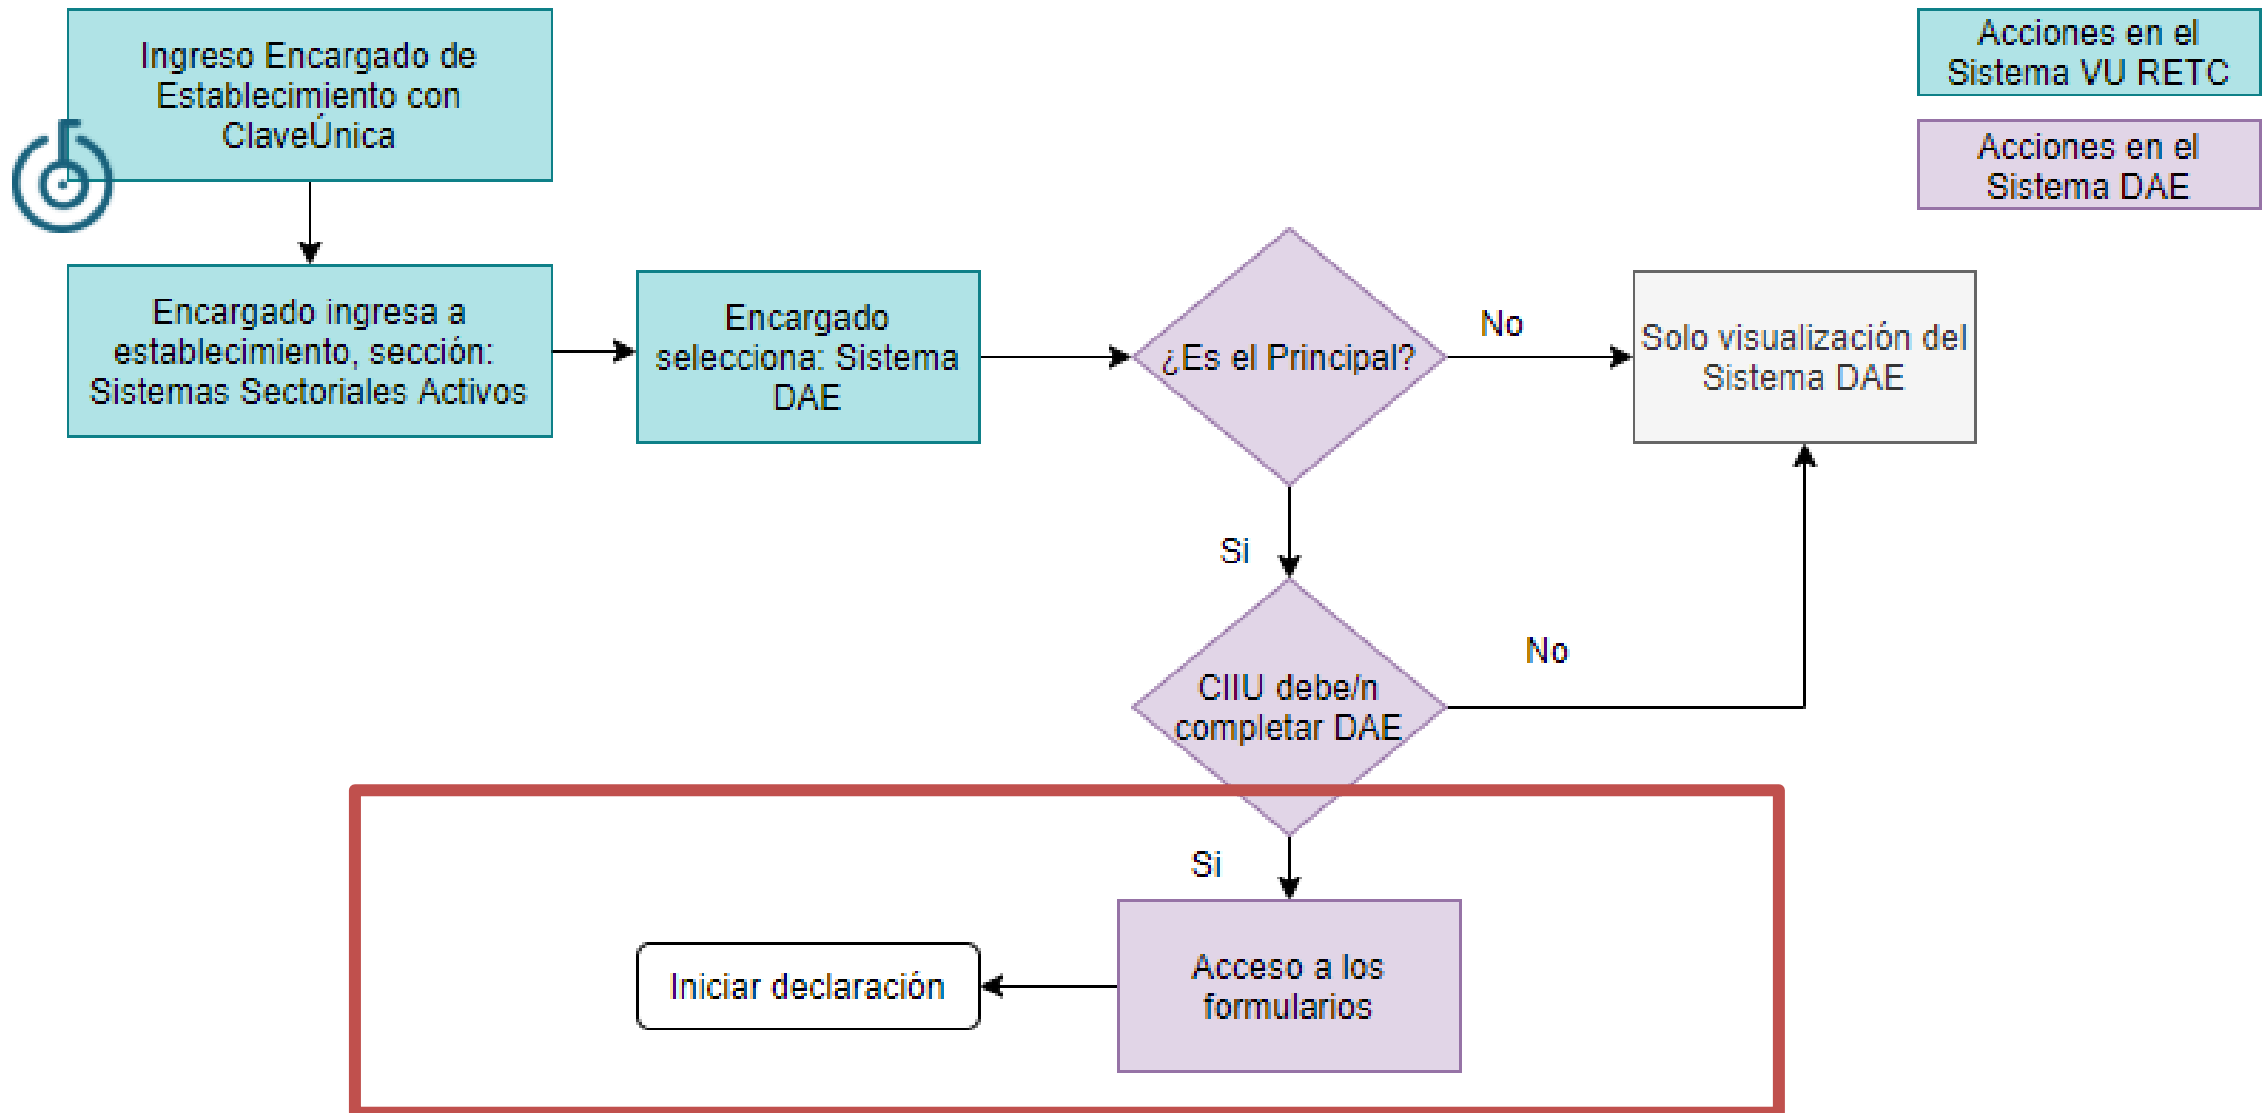 Ingreso Encargado de
Establecimiento con
ClaveÚnica
Acciones en el
Sistema VU RETC
Acciones en el
Sistema DAE
Encargado ingresa a
establecimiento, sección:
Sistemas Sectoriales Activos
Encargado
selecciona: Sistema
DAE
¿Es el Principal?
No
Solo visualización del
Sistema DAE
Si
CIIU debe/n
completar DAE
No
Si
Acceso a los
formularios
Iniciar declaración